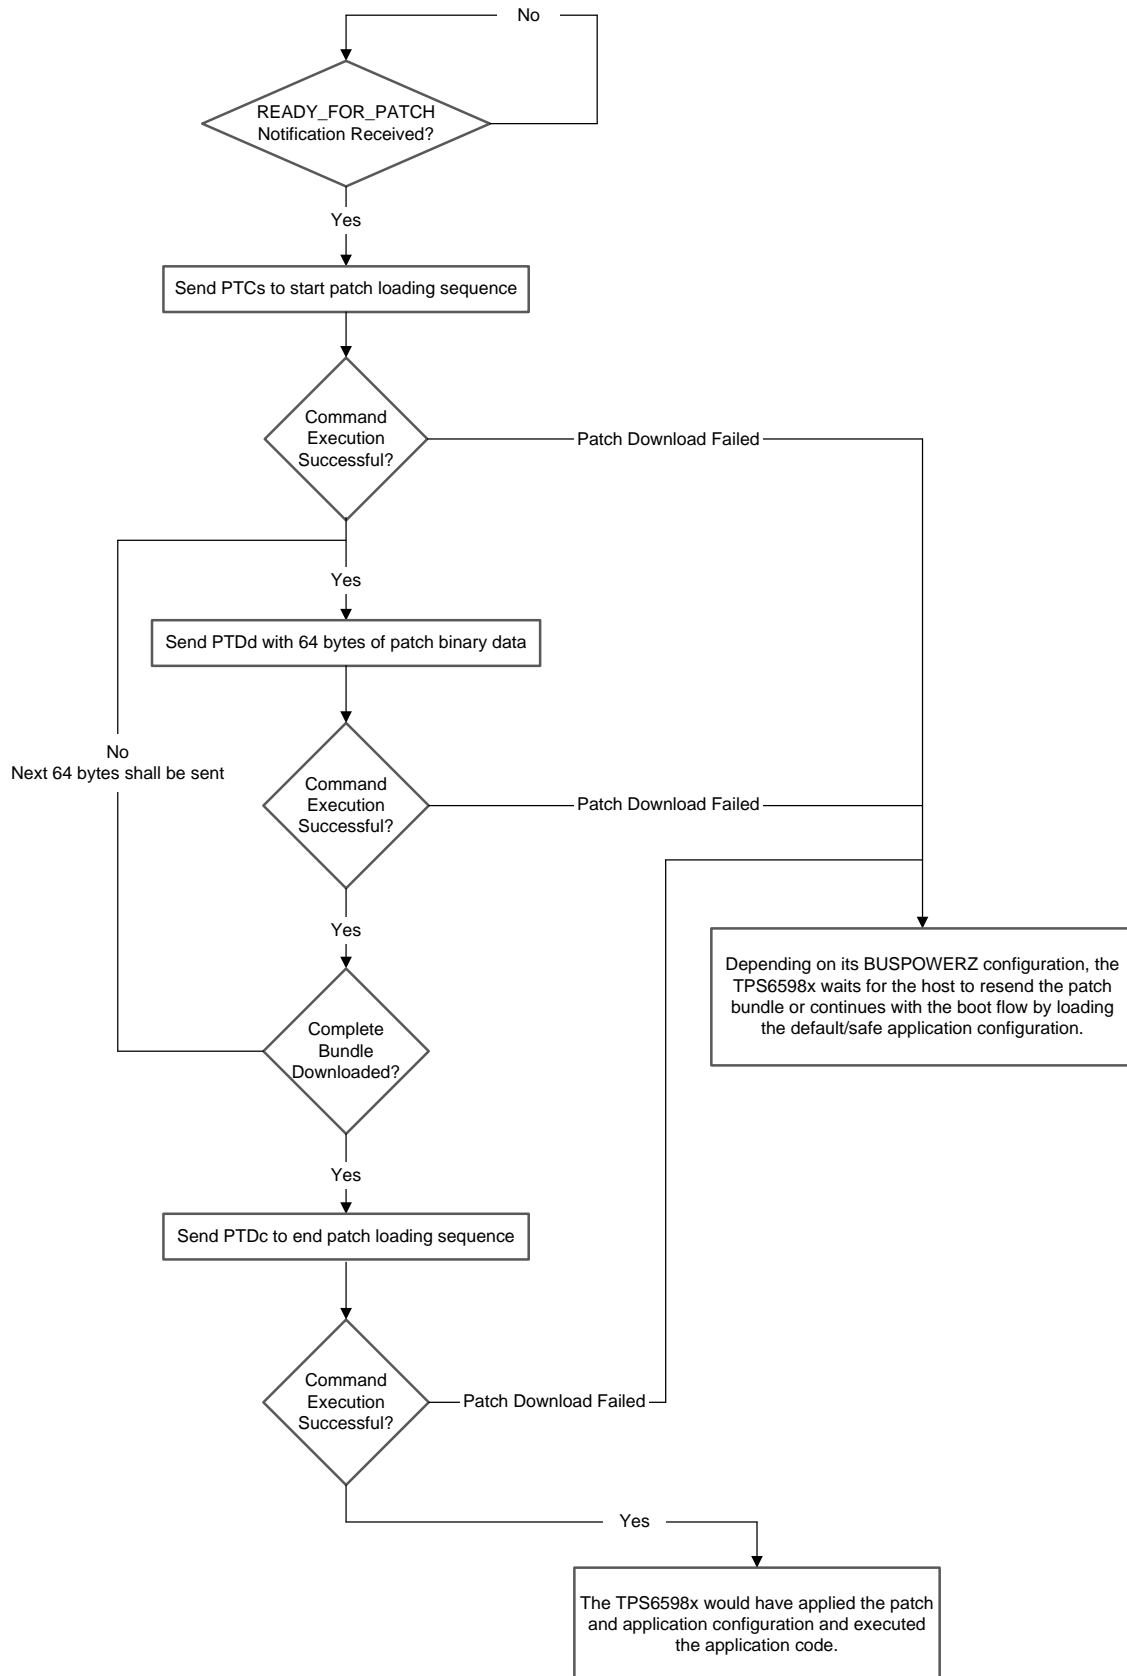 No
READY_FOR_PATCH
Notification Received?
Yes
Send PTCs to start patch loading sequence
Command
Execution
Successful?
Patch Download Failed
Yes
Send PTDd with 64 bytes of patch binary data
No
Next 64 bytes shall be sent
Command
Execution
Successful?
Patch Download Failed
Yes
Depending on its BUSPOWERZ configuration, the
TPS6598x waits for the host to resend the patch
bundle or continues with the boot flow by loading
the default/safe application configuration.
Complete
Bundle
Downloaded?
Yes
Send PTDc to end patch loading sequence
Command
Execution
Successful?
Patch Download Failed
Yes
The TPS6598x would have applied the patch
and application configuration and executed
the application code.